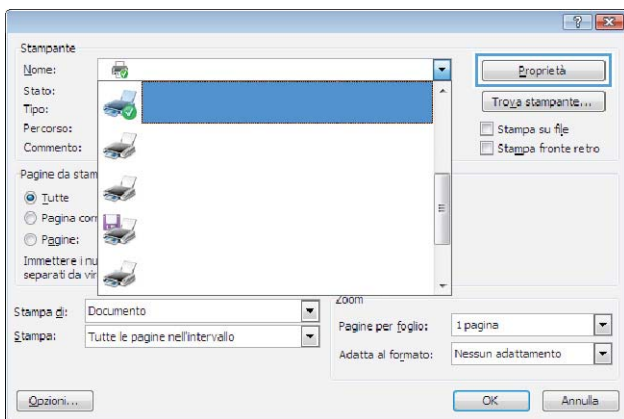 Stampante
Nome:
Proprietà
Stato:
Tipo:
Trova stampante...
Percorso:
Stampa su file
Commento:
Stampa fronte retro
Pagine da stam
Tutte
Pagina corr
Pagine:
Immettere i nu
separati da vir
Zoom
Stampa di: Documento
Pagine per foglio: 1 pagina
Stampa: Tutte le pagine nell'intervallo
Adatta al formato: Nessun adattamento
Opzioni...
OK
Annulla